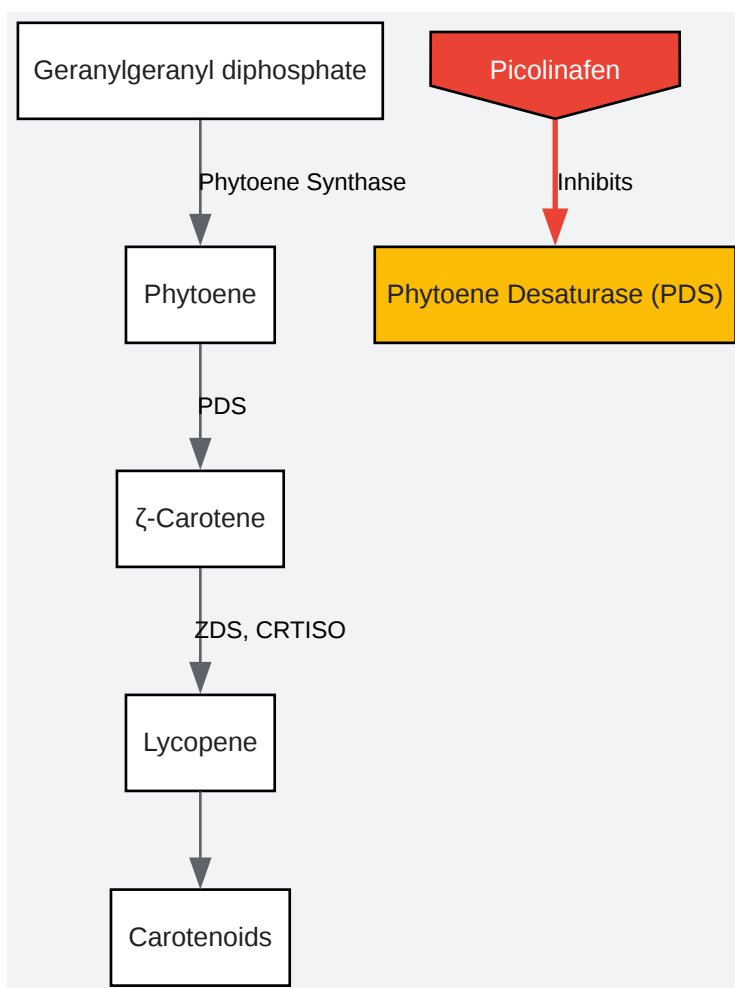 Geranylgeranyl diphosphate
Picolinafen
Phytoene Synthase
Inhibits
Phytoene
Phytoene Desaturase (PDS)
PDS
ζ-Carotene
ZDS, CRTISO
Lycopene
Carotenoids